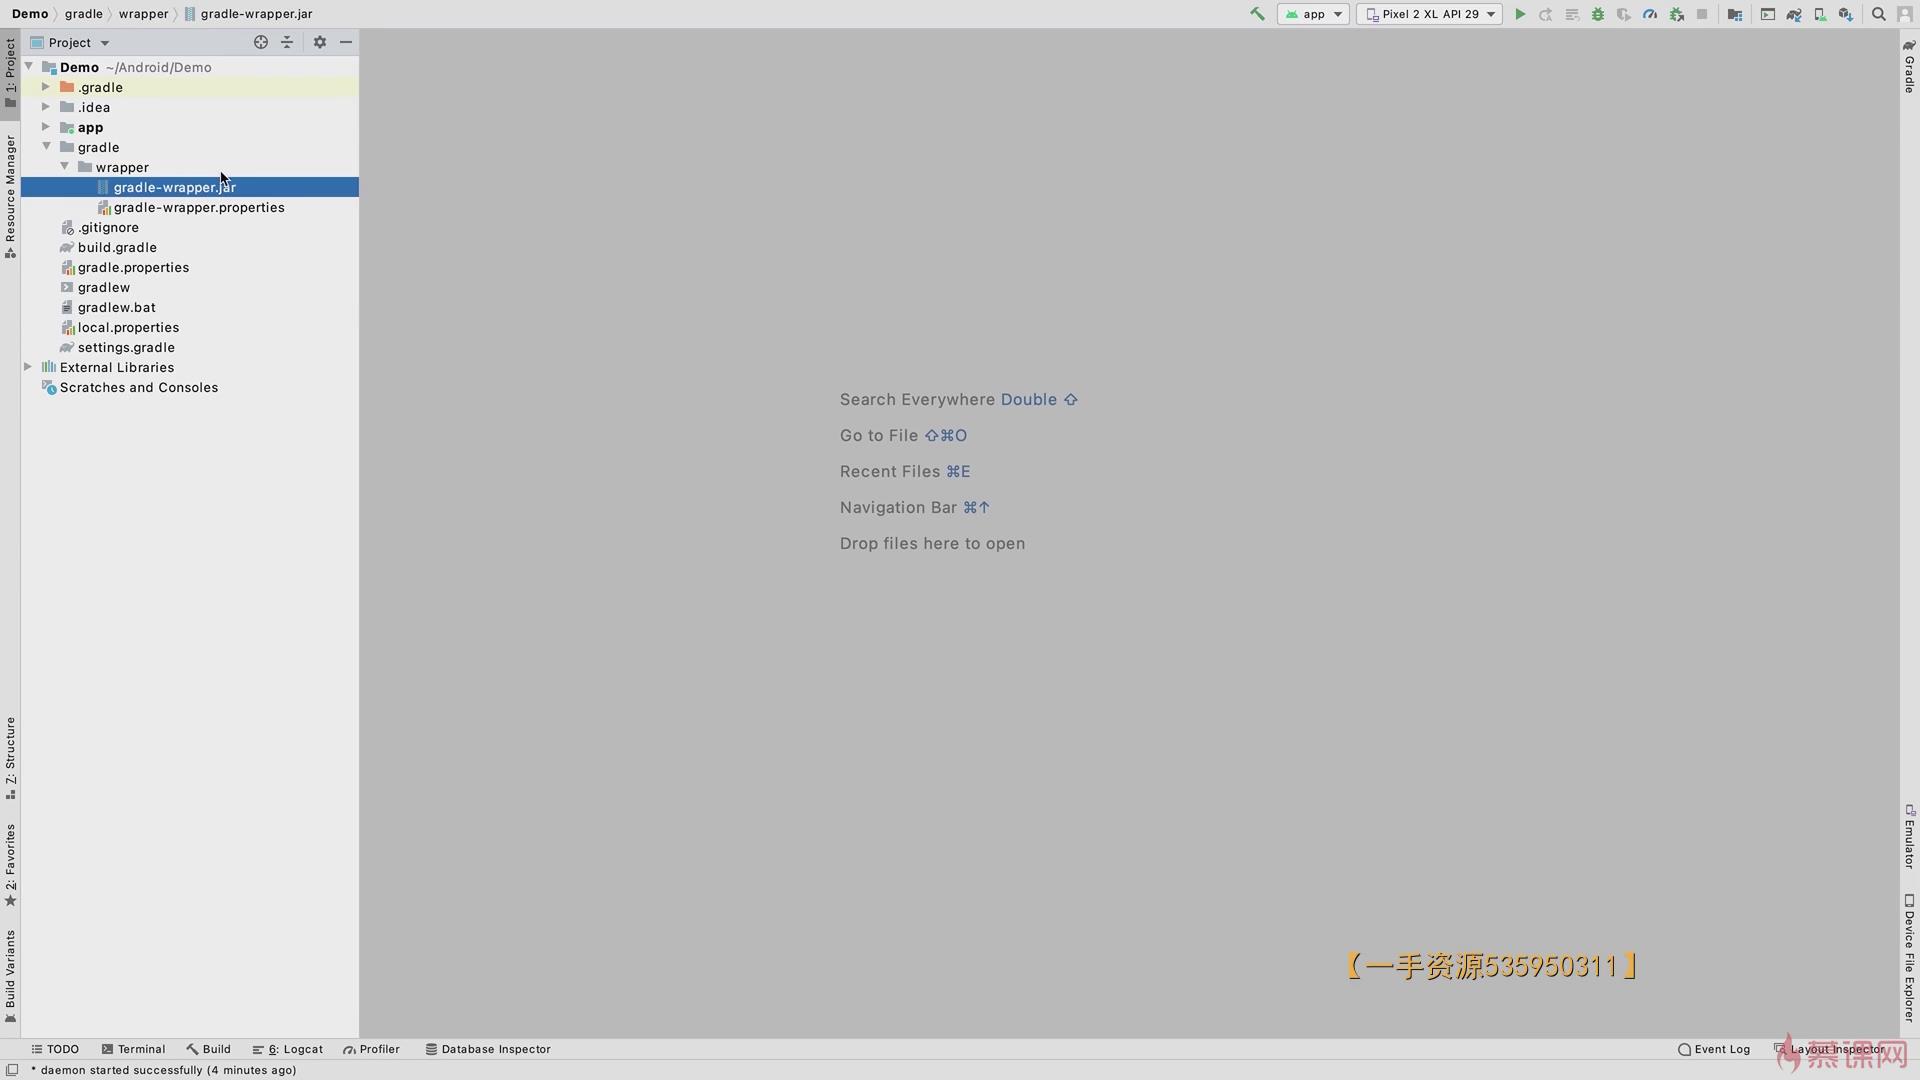 Demo gradle wrapper gradle-wrapper.jar
app
Pixel 2 XL API 29
Project
1: Project
Resource Manager
Z: Structure
2: Favorites
Build Variants
Demo ~/Android/Demo
.gradle
.idea
app
gradle
wrapper
gradle-wrapper.jar
gradle-wrapper.properties
.gitignore
build.gradle
gradle.properties
gradlew
gradlew.bat
local.properties
settings.gradle
External Libraries
Scratches and Consoles
Search Everywhere Double ⇧
Go to File ⇧⌘O
Recent Files ⌘E
Navigation Bar ⌘↑
Drop files here to open
Gradle
Emulator
Device File Explorer
【一手资源535950311】
TODO
Terminal
Build
6: Logcat
Profiler
Database Inspector
Event Log
Layout Inspector
慕课网
* daemon started successfully (4 minutes ago)